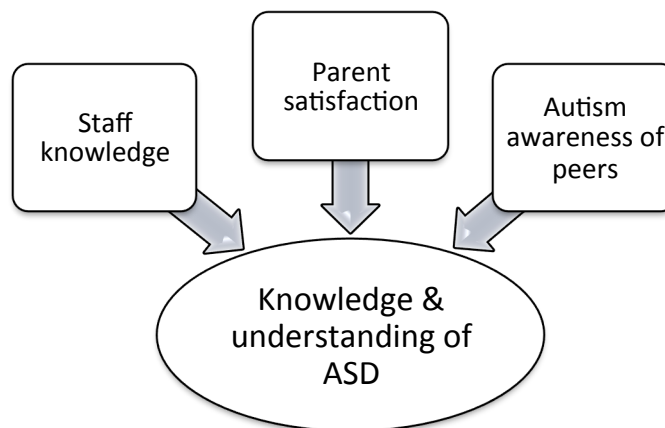 Staff
knowledge
Parent
satisfaction
Autism
awareness of
peers
Knowledge &
understanding of
ASD